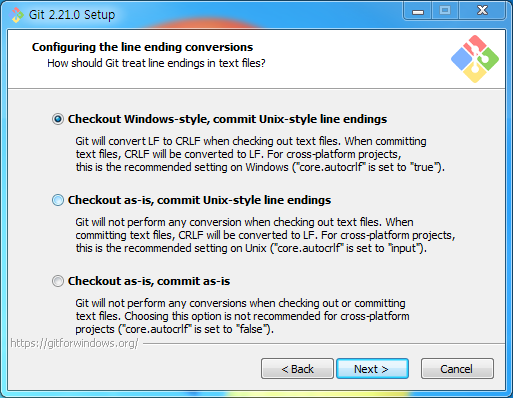 Git 2.21.0 Setup
Configuring the line ending conversions
How should Git treat line endings in text files?
Checkout Windows-style, commit Unix-style line endings
Git will convert LF to CRLF when checking out text files. When committing
text files, CRLF will be converted to LF. For cross-platform projects,
this is the recommended setting on Windows ("core.autocrlf" is set to "true").
Checkout as-is, commit Unix-style line endings
Git will not perform any conversion when checking out text files. When
committing text files, CRLF will be converted to LF. For cross-platform projects,
this is the recommended setting on Unix ("core.autocrlf" is set to "input").
Checkout as-is, commit as-is
Git will not perform any conversions when checking out or committing
text files. Choosing this option is not recommended for cross-platform
projects ("core.autocrlf" is set to "false").
https://gitforwindows.org/
< Back
Next >
Cancel